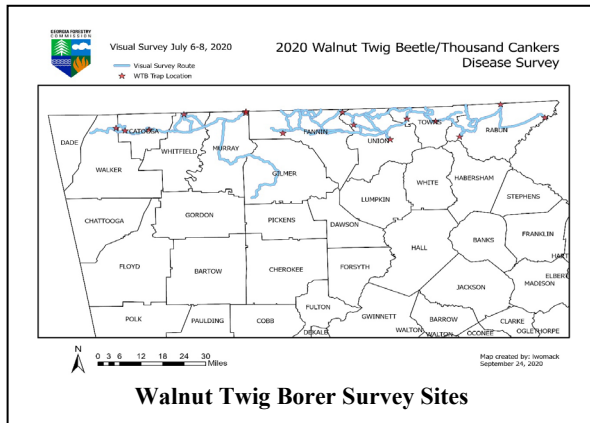 GEORGIA FORESTRY
COMMISSION
Visual Survey July 6-8, 2020
Visual Survey Route
WTB Trap Location
2020 Walnut Twig Beetle/Thousand Cankers
Disease Survey
DADE
CATOOSA
WALKER
WHITFIELD
MURRAY
FANNIN
GILMER
UNION
TOWNS
RABUN
WHITE
HABERSHAM
STEPHENS
LUMPKIN
CHATTOOGA
GORDON
PICKENS
DAWSON
HALL
BANKS
FRANKLIN
HART
FLOYD
BARTOW
CHEROKEE
FORSYTH
JACKSON
MADISON
ELBERT
POLK
PAULDING
COBB
FULTON
DEKALB
GWINNETT
WALTON
BARROW
WALTON
OCONEE
CLARKE
OGLETHORPE
N
0 3 6 12 18 24 30
Miles
Map created by: lwomack
September 24, 2020
Walnut Twig Borer Survey Sites